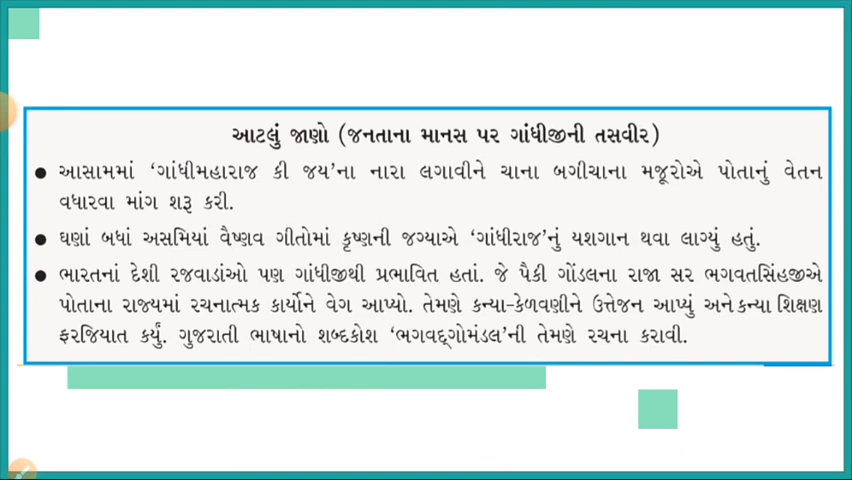 આટલું જાણો (જનતાના માનસ પર ગાંધીજીની તસવીર)
● આસામમાં 'ગાંધીમહારાજ કી જય'ના નારા લગાવીને ચાના બગીચાના મજૂરોએ પોતાનું વેતન
વધારવા માંગ શરૂ કરી.
● ઘણાં બધાં અસમિયાં વૈષ્ણવ ગીતોમાં કૃષ્ણની જગ્યાએ 'ગાંધીરાજ'નું યશગાન થવા લાગ્યું હતું.
● ભારતનાં દેશી રજવાડાંઓ પણ ગાંધીજીથી પ્રભાવિત હતાં. જે પૈકી ગોંડલના રાજા સર ભગવતસિંહજીએ
પોતાના રાજ્યમાં રચનાત્મક કાર્યોને વેગ આપ્યો. તેમણે કન્યા-કેળવણીને ઉત્તેજન આપ્યું અને કન્યા શિક્ષણ
ફરજિયાત કર્યું. ગુજરાતી ભાષાનો શબ્દકોશ 'ભગવદ્ગોમંડલ'ની તેમણે રચના કરાવી.